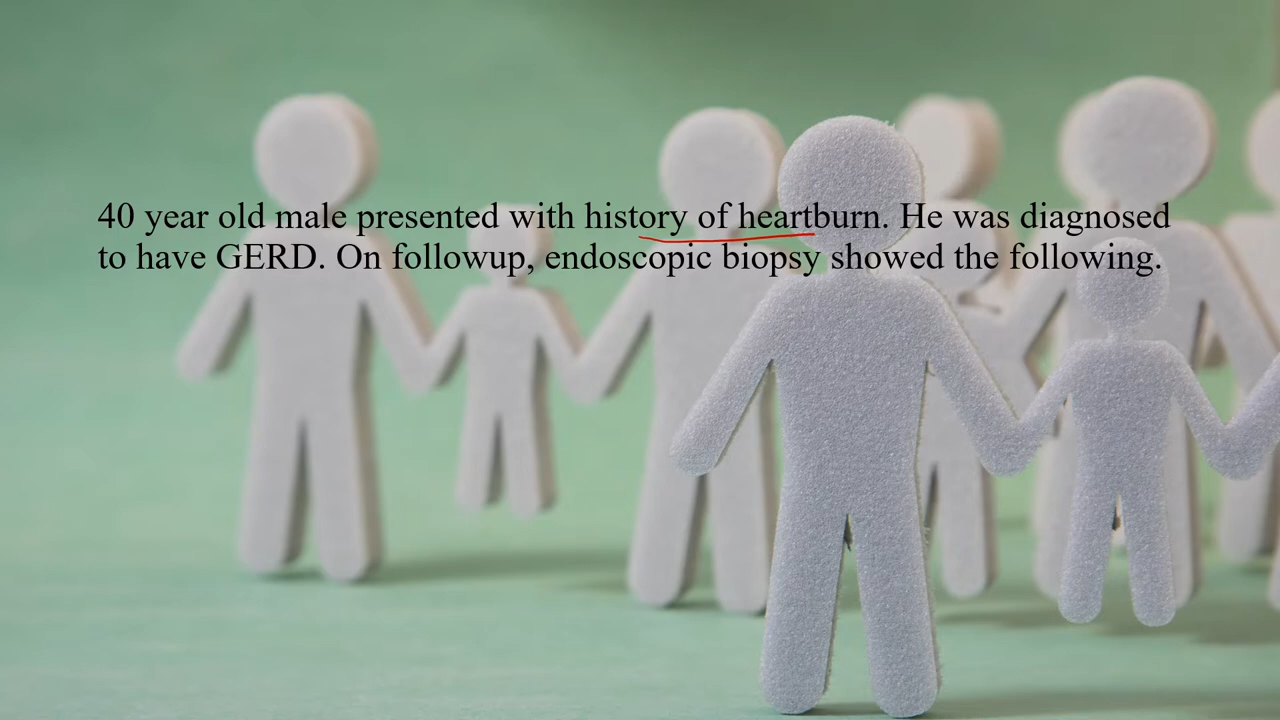 40 year old male presented with history of heartburn. He was diagnosed
to have GERD. On followup, endoscopic biopsy showed the following.